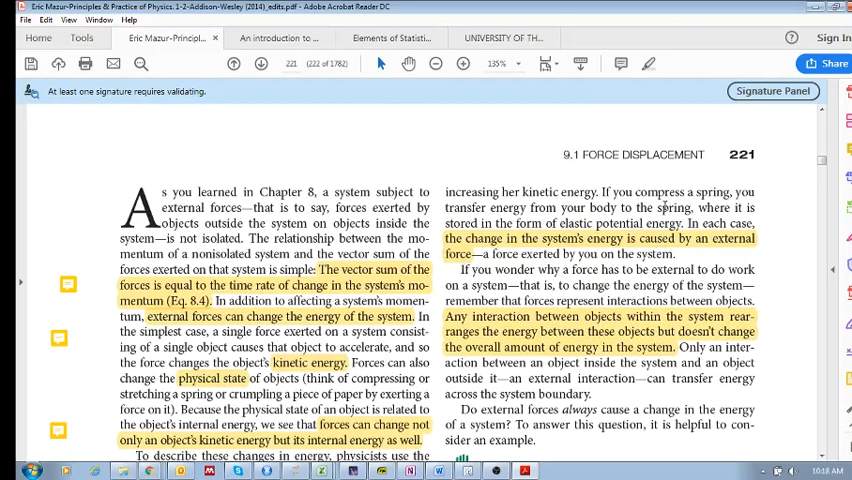 Eric Mazur-Principles & Practice of Physics. 1-2-Addison-Wesley (2014)_edits.pdf - Adobe Acrobat Reader DC
File Edit View Window Help
Home Tools Eric Mazur-Principl... × An introduction to ... Elements of Statisti... UNIVERSITY OF TH... Sign In
221 (222 of 1782) 135% Share
At least one signature requires validating. Signature Panel
9.1 FORCE DISPLACEMENT 221
As you learned in Chapter 8, a system subject to
external forces—that is to say, forces exerted by
objects outside the system on objects inside the
system—is not isolated. The relationship between the mo-
mentum of a nonisolated system and the vector sum of the
forces exerted on that system is simple: The vector sum of the
forces is equal to the time rate of change in the system's mo-
mentum (Eq. 8.4). In addition to affecting a system's momen-
tum, external forces can change the energy of the system. In
the simplest case, a single force exerted on a system consist-
ing of a single object causes that object to accelerate, and so
the force changes the object's kinetic energy. Forces can also
change the physical state of objects (think of compressing or
stretching a spring or crumpling a piece of paper by exerting a
force on it). Because the physical state of an object is related to
the object's internal energy, we see that forces can change not
only an object's kinetic energy but its internal energy as well.
To describe these changes in energy, physicists use the
increasing her kinetic energy. If you compress a spring, you
transfer energy from your body to the spring, where it is
stored in the form of elastic potential energy. In each case,
the change in the system's energy is caused by an external
force—a force exerted by you on the system.
If you wonder why a force has to be external to do work
on a system—that is, to change the energy of the system—
remember that forces represent interactions between objects.
Any interaction between objects within the system rear-
ranges the energy between these objects but doesn't change
the overall amount of energy in the system. Only an inter-
action between an object inside the system and an object
outside it—an external interaction—can transfer energy
across the system boundary.
Do external forces always cause a change in the energy
of a system? To answer this question, it is helpful to con-
sider an example.
10:18 AM